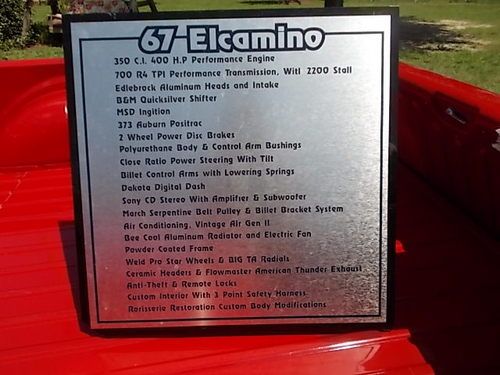 67 Elcamino
350 C.I. 400 H.P Performance Engine
700 R4 TPI Performance Transmission, Witl 2200 Stall
Edlebrock Aluminum Heads and Intake
B&M Quicksilver Shifter
MSD Ingition
373 Auburn Positrac
2 Wheel Power Disc Brakes
Polyurethane Body & Control Arm Bushings
Close Ratio Power Steering With Tilt
Billet Control Arms with Lowering Springs
Dakota Digital Dash
Sony CD Stereo With Amplifier & Subwoofer
March Serpentine Belt Pulley & Billet Bracket System
Air Conditioning, Vintage Air Gen II
Bee Cool Aluminum Radiator and Electric Fan
Powder Coated Frame
Weld Pro Star Wheels & BIG TA Radials
Ceramic Headers & Flowmaster American Thunder Exhaust
Anti-Theft & Remote Locks
Custom Interior With 3 Point Safety Harness
Rorisserie Restoration Custom Body Modifications